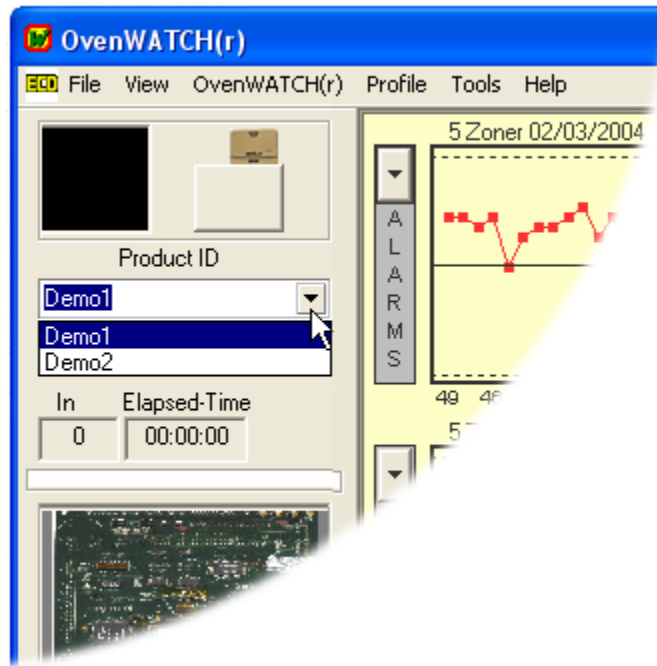 OvenWATCH(r)
ECD File View OvenWATCH(r) Profile Tools Help
5 Zoner 02/03/2004
A
L
A
R
M
S
Product ID
Demo1
Demo1
Demo2
In Elapsed-Time
0 00:00:00
49 46
5